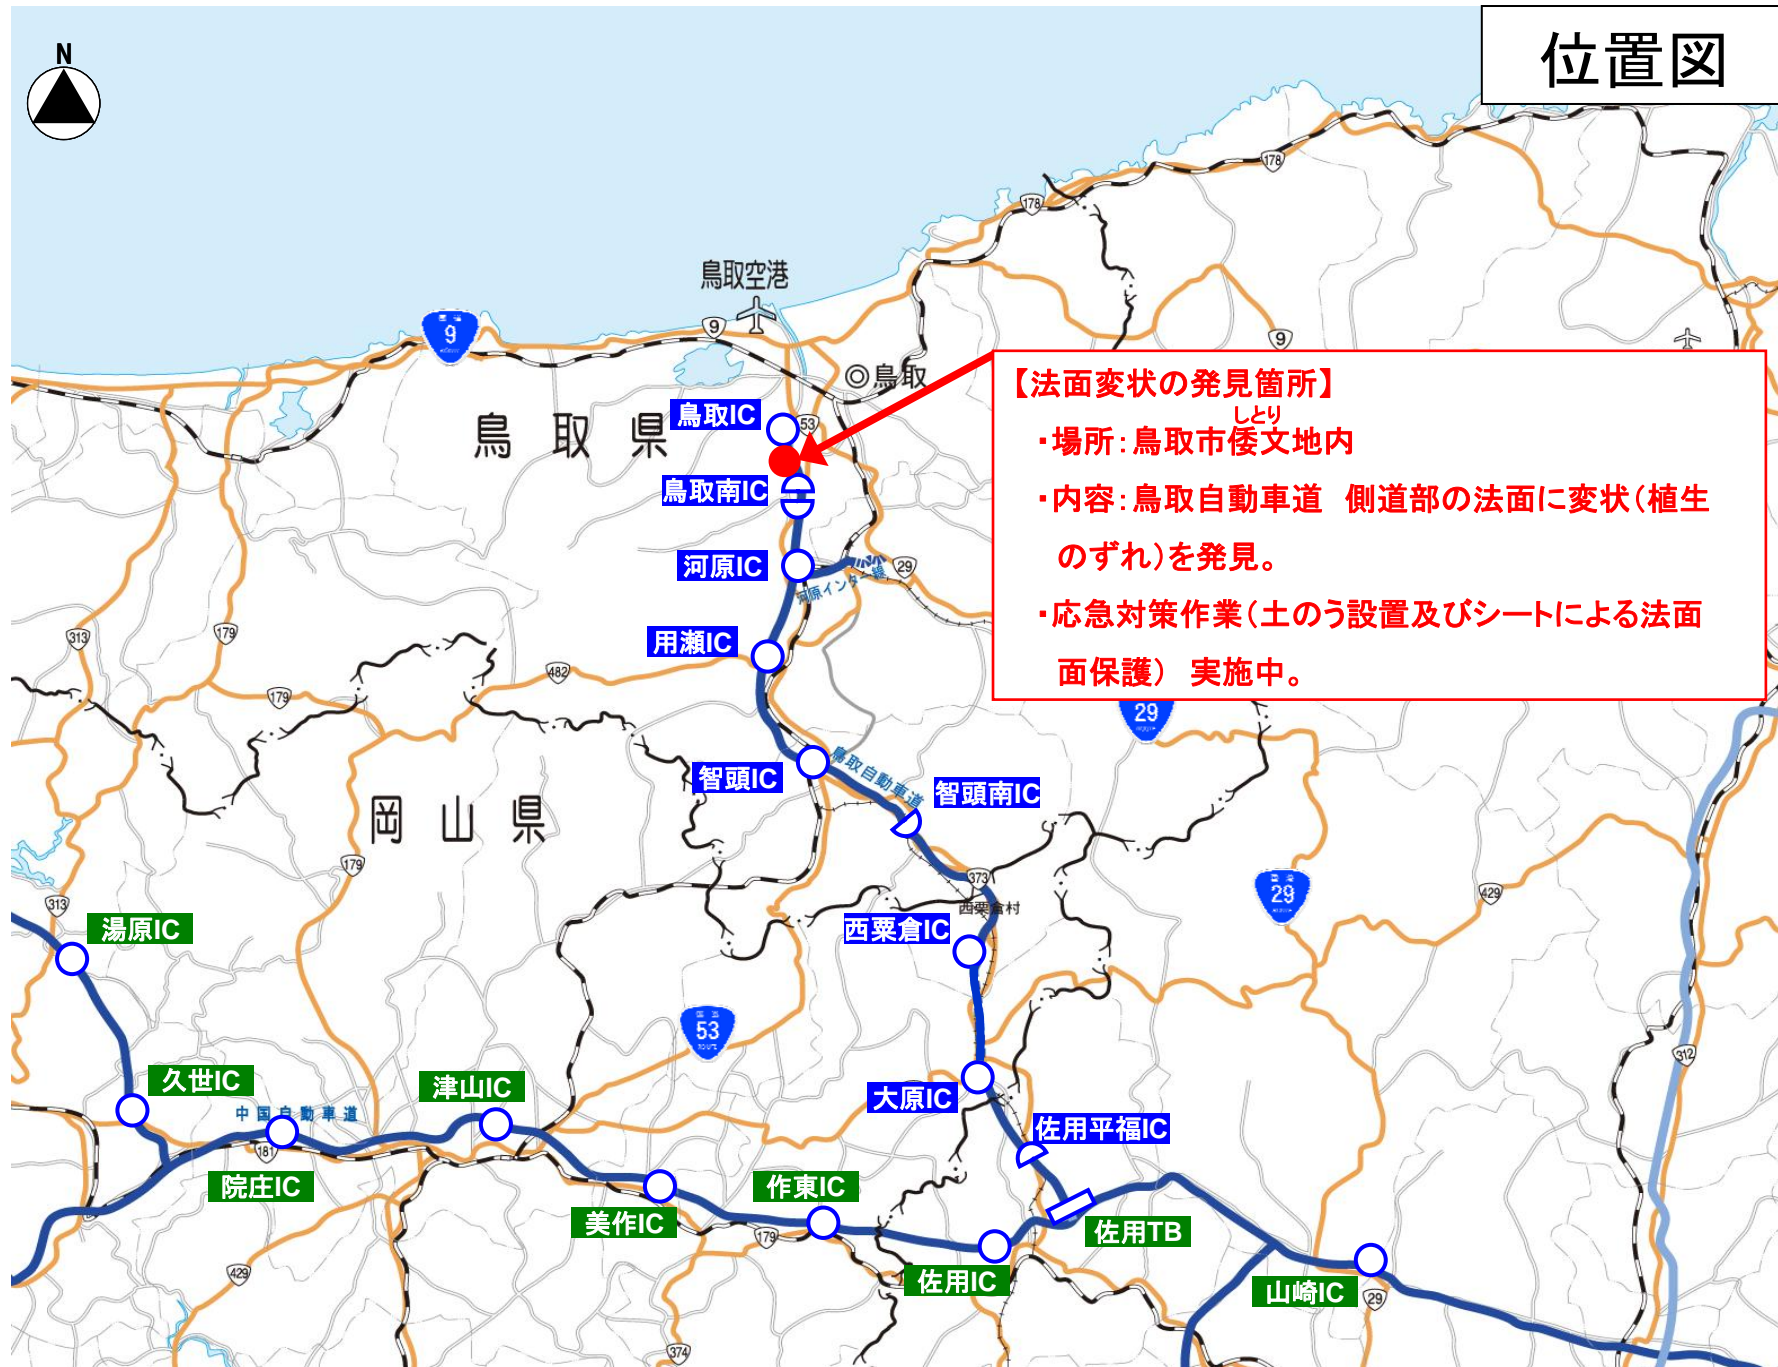 位置図
N
鳥取空港
9
9
9
178
178
鳥取
鳥取県
鳥取IC
53
鳥取南IC
【法面変状の発見箇所】
しとり
・場所：鳥取市倭文地内
・内容：鳥取自動車道　側道部の法面に変状（植生
のずれ）を発見。
・応急対策作業（土のう設置及びシートによる法面
面保護）　実施中。
河原IC
河原インター線
29
313
179
用瀬IC
482
179
29
智頭IC
鳥取自動車道
智頭南IC
岡山県
179
373
西粟倉村
29
429
313
湯原IC
西粟倉IC
53
312
久世IC
中国自動車道
津山IC
大原IC
佐用平福IC
181
院庄IC
美作IC
作東IC
179
佐用TB
佐用IC
429
山崎IC
29
374